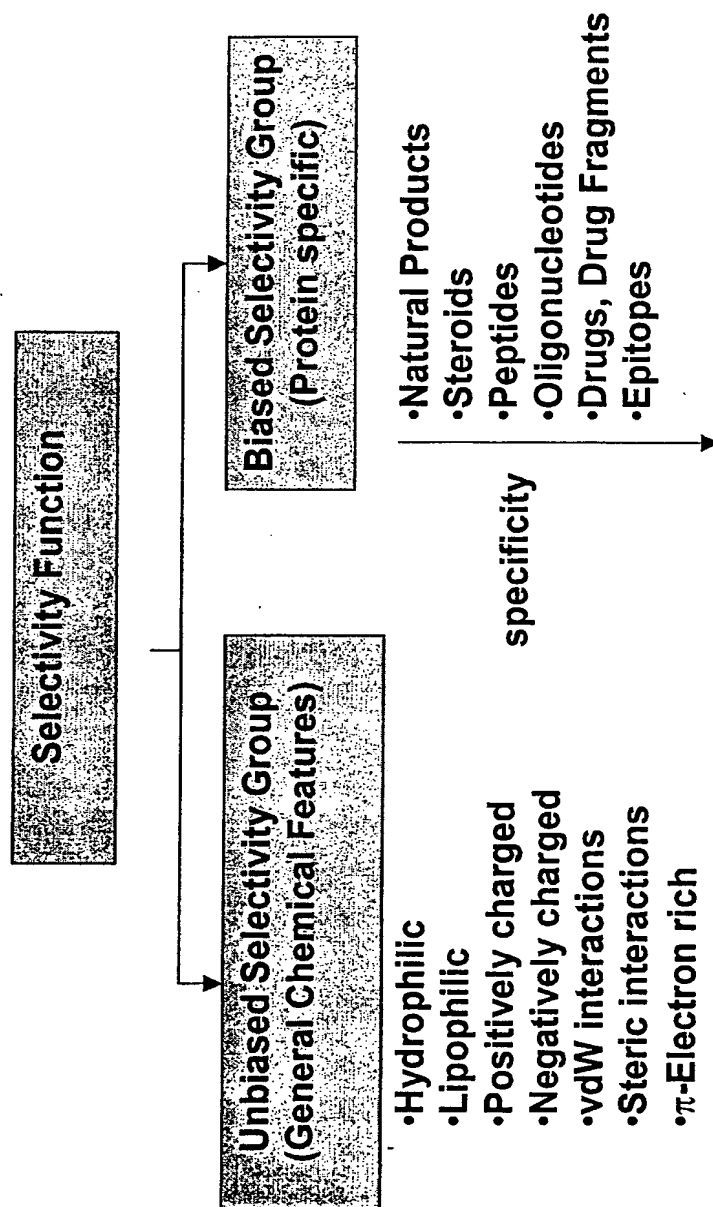 Selectivity Function
Unbiased Selectivity Group
(General Chemical Features)
•Hydrophilic
•Lipophilic
•Positively charged
•Negatively charged
•vdW interactions
•Steric interactions
•π-Electron rich
Biased Selectivity Group
(Protein specific)
specificity
•Natural Products
•Steroids
•Peptides
•Oligonucleotides
•Drugs, Drug Fragments
•Epitopes